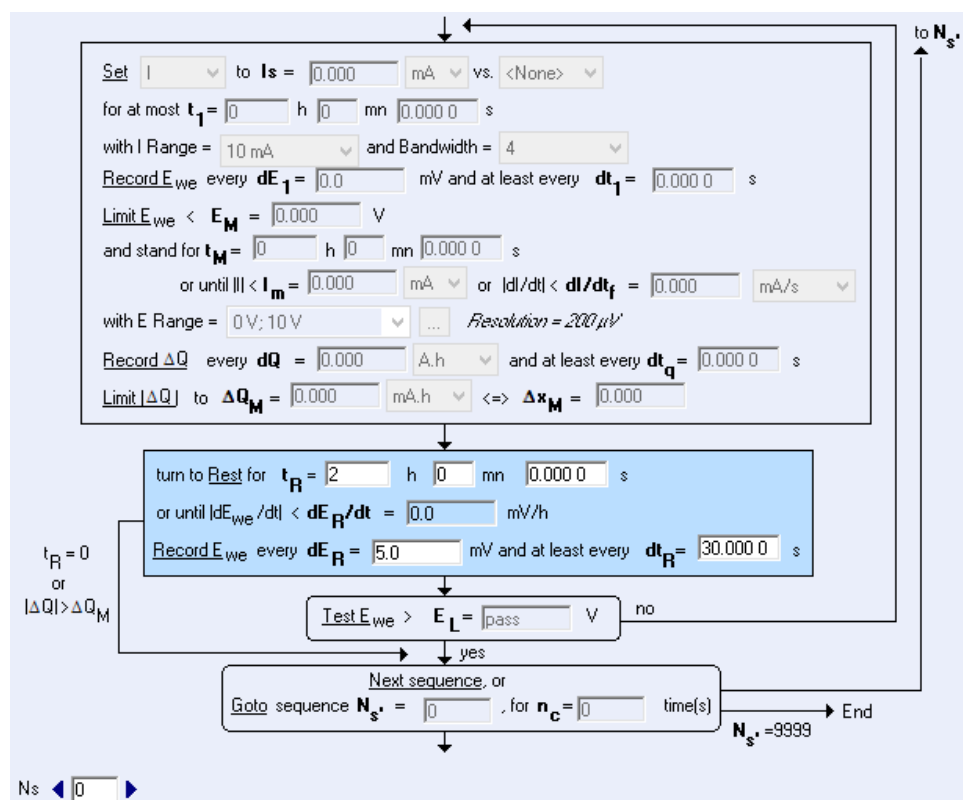 to Ns'
Set I to Is = 0.000 mA vs. <None>
for at most t1 = 0 h 0 mn 0.000 0 s
with I Range = 10 mA and Bandwidth = 4
Record Ewe every dE1 = 0.0 mV and at least every dt1 = 0.000 0 s
Limit Ewe < EM = 0.000 V
and stand for tM = 0 h 0 mn 0.000 0 s
or until |I| < Im = 0.000 mA or |dI/dt| < dI/dtf = 0.000 mA/s
with E Range = 0 V; 10 V ... Resolution = 200 µV
Record ΔQ every dQ = 0.000 A.h and at least every dtq = 0.000 0 s
Limit |ΔQ| to ΔQM = 0.000 mA.h <=> ΔxM = 0.000
turn to Rest for tR = 2 h 0 mn 0.000 0 s
or until |dEwe/dt| < dER/dt = 0.0 mV/h
Record Ewe every dER = 5.0 mV and at least every dtR = 30.000 0 s
tR = 0
or
|ΔQ|>ΔQM
Test Ewe > EL = pass V no
yes
Next sequence, or
Goto sequence Ns' = 0 , for nc = 0 time(s) End
Ns' =9999
Ns 0